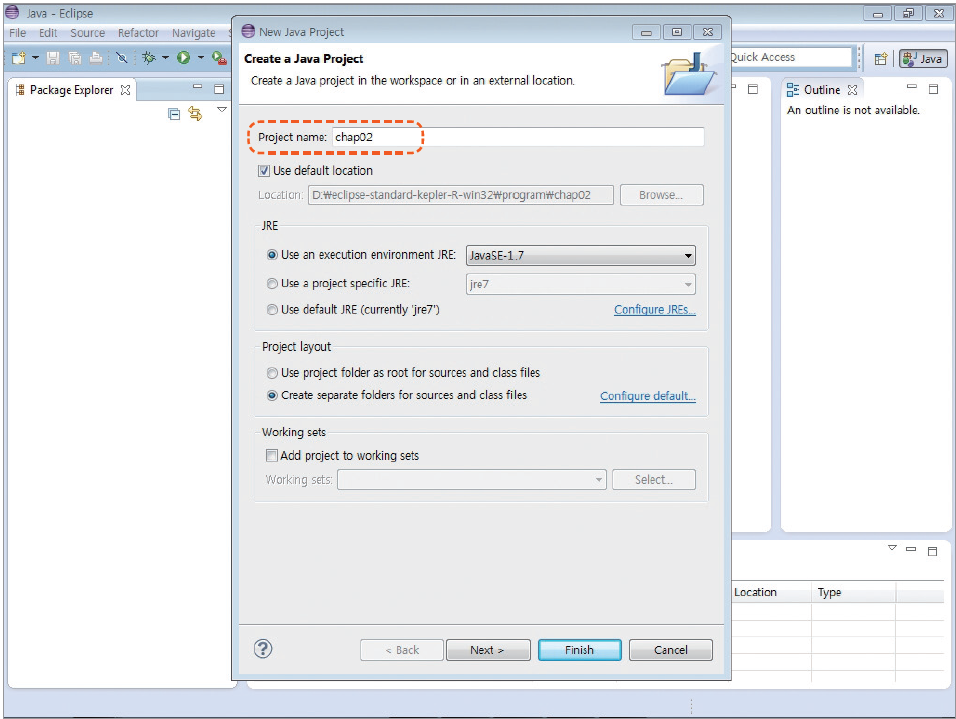 Java - Eclipse
File Edit Source Refactor Navigate
Quick Access
Java
Package Explorer
Outline
An outline is not available.
New Java Project
Create a Java Project
Create a Java project in the workspace or in an external location.
Project name: chap02
Use default location
Location: D:₩eclipse-standard-kepler-R-win32₩program₩chap02 Browse...
JRE
Use an execution environment JRE: JavaSE-1.7
Use a project specific JRE: jre7
Use default JRE (currently 'jre7') Configure JREs...
Project layout
Use project folder as root for sources and class files
Create separate folders for sources and class files Configure default...
Working sets
Add project to working sets
Working sets: Select...
Location Type
? < Back Next > Finish Cancel